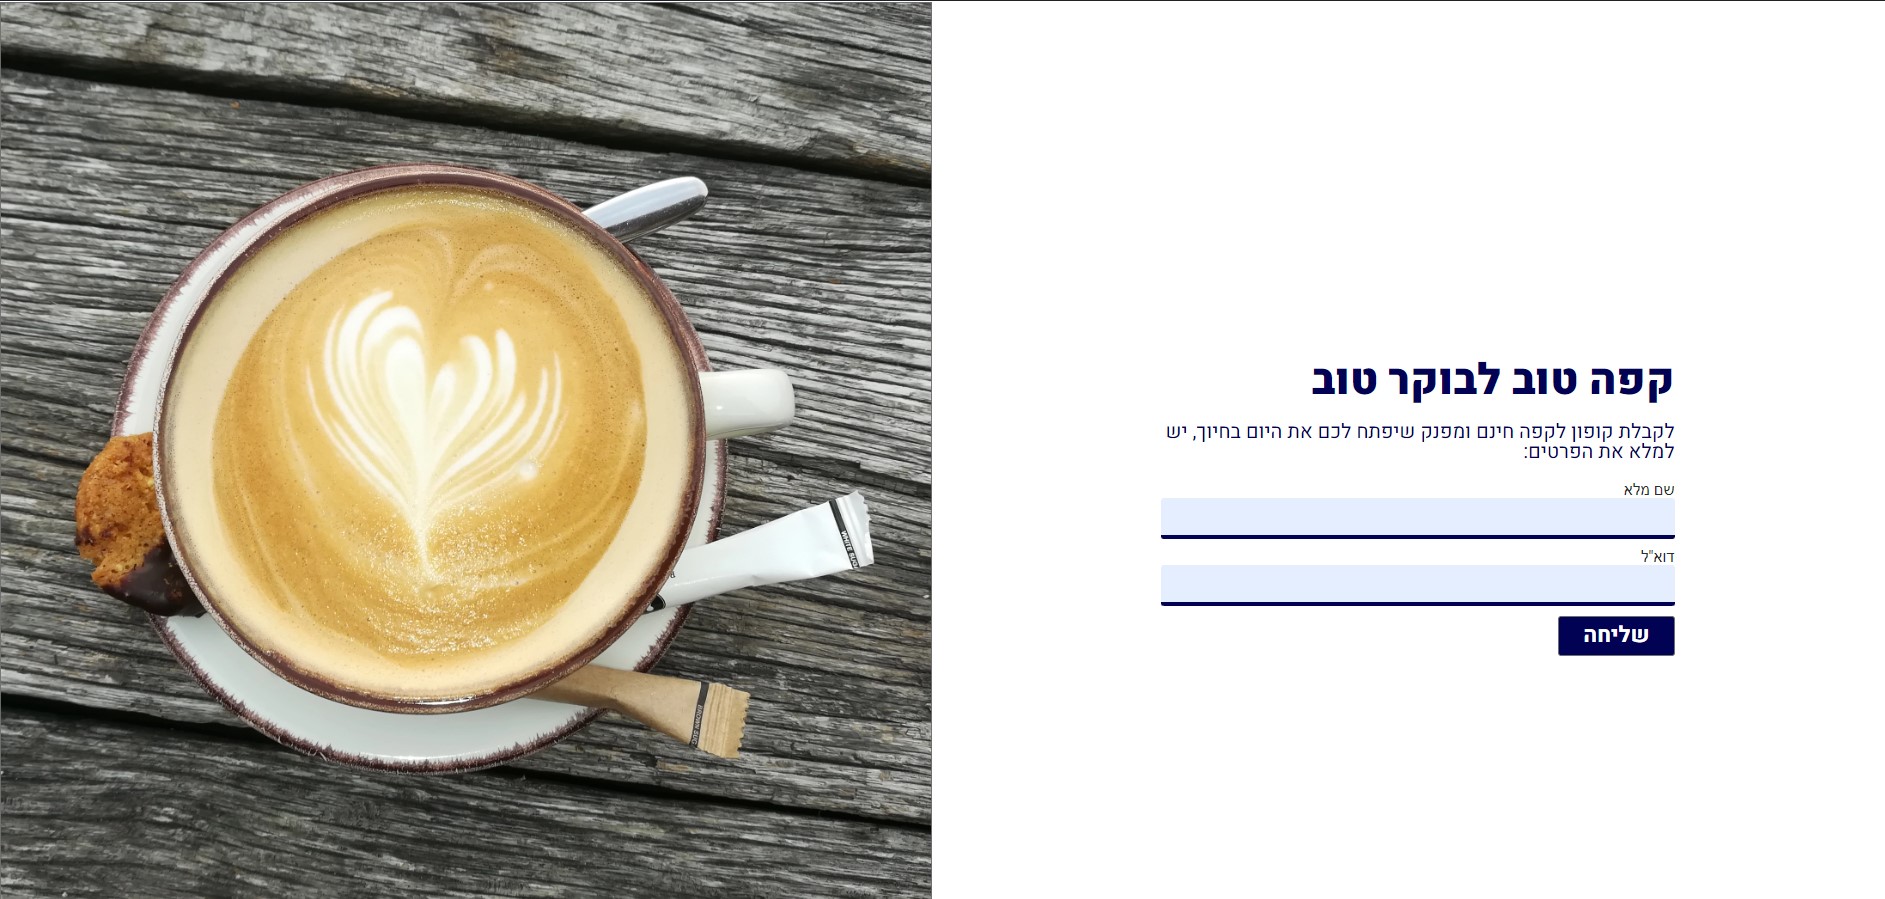 קפה טוב לבוקר טוב
לקבלת קופון לקפה חינם ומפנק שיפתח לכם את היום בחיוך, יש
למלא את הפרטים:
שם מלא
דוא"ל
שליחה